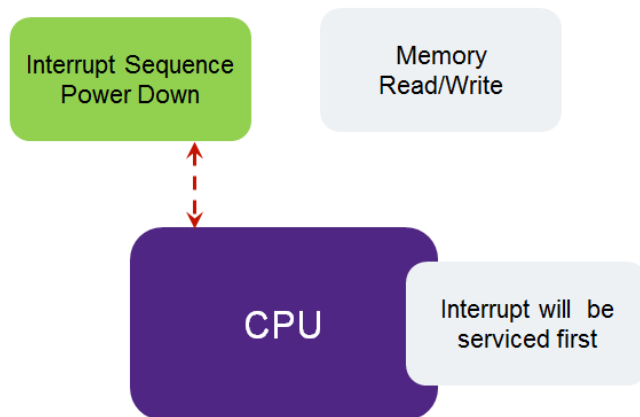 Interrupt Sequence
Power Down
Memory
Read/Write
CPU
Interrupt will be
serviced first